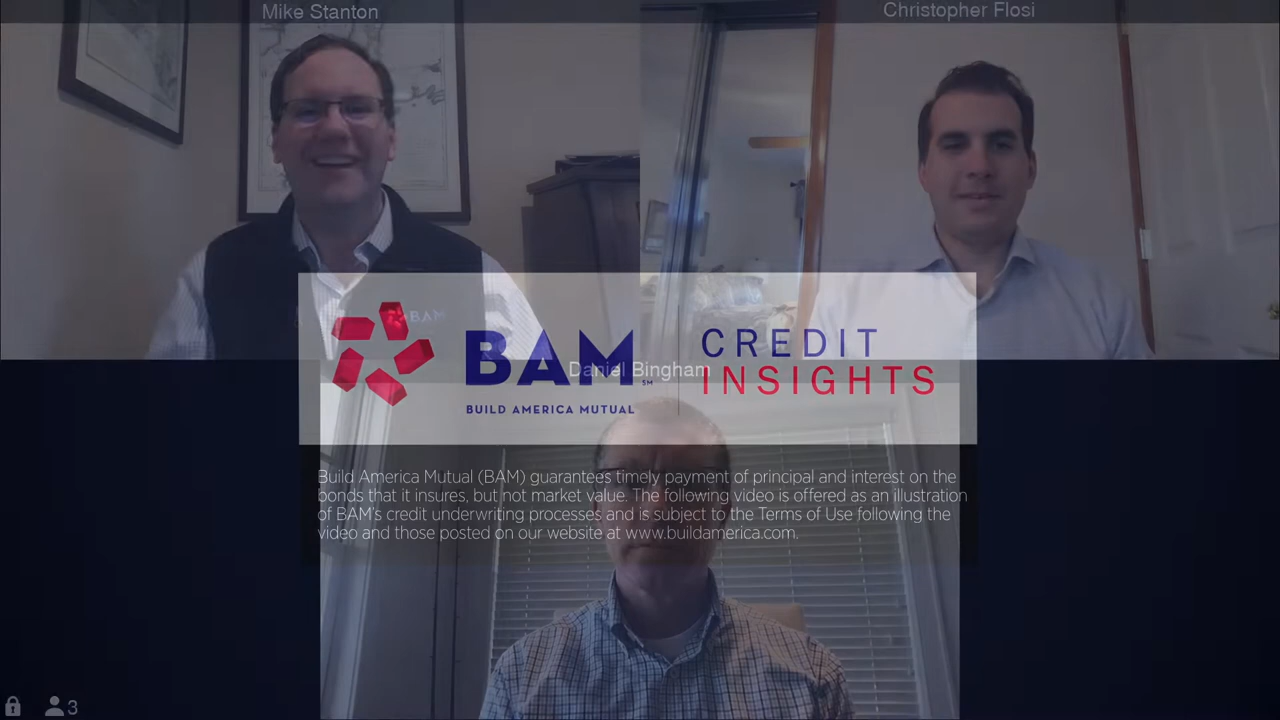 Mike Stanton
Christopher Flosi
BAM
BAM SM
CREDIT
INSIGHTS
Daniel Bingham
BUILD AMERICA MUTUAL
Build America Mutual (BAM) guarantees timely payment of principal and interest on the
bonds that it insures, but not market value. The following video is offered as an illustration
of BAM's credit underwriting processes and is subject to the Terms of Use following the
video and those posted on our website at www.buildamerica.com.
3